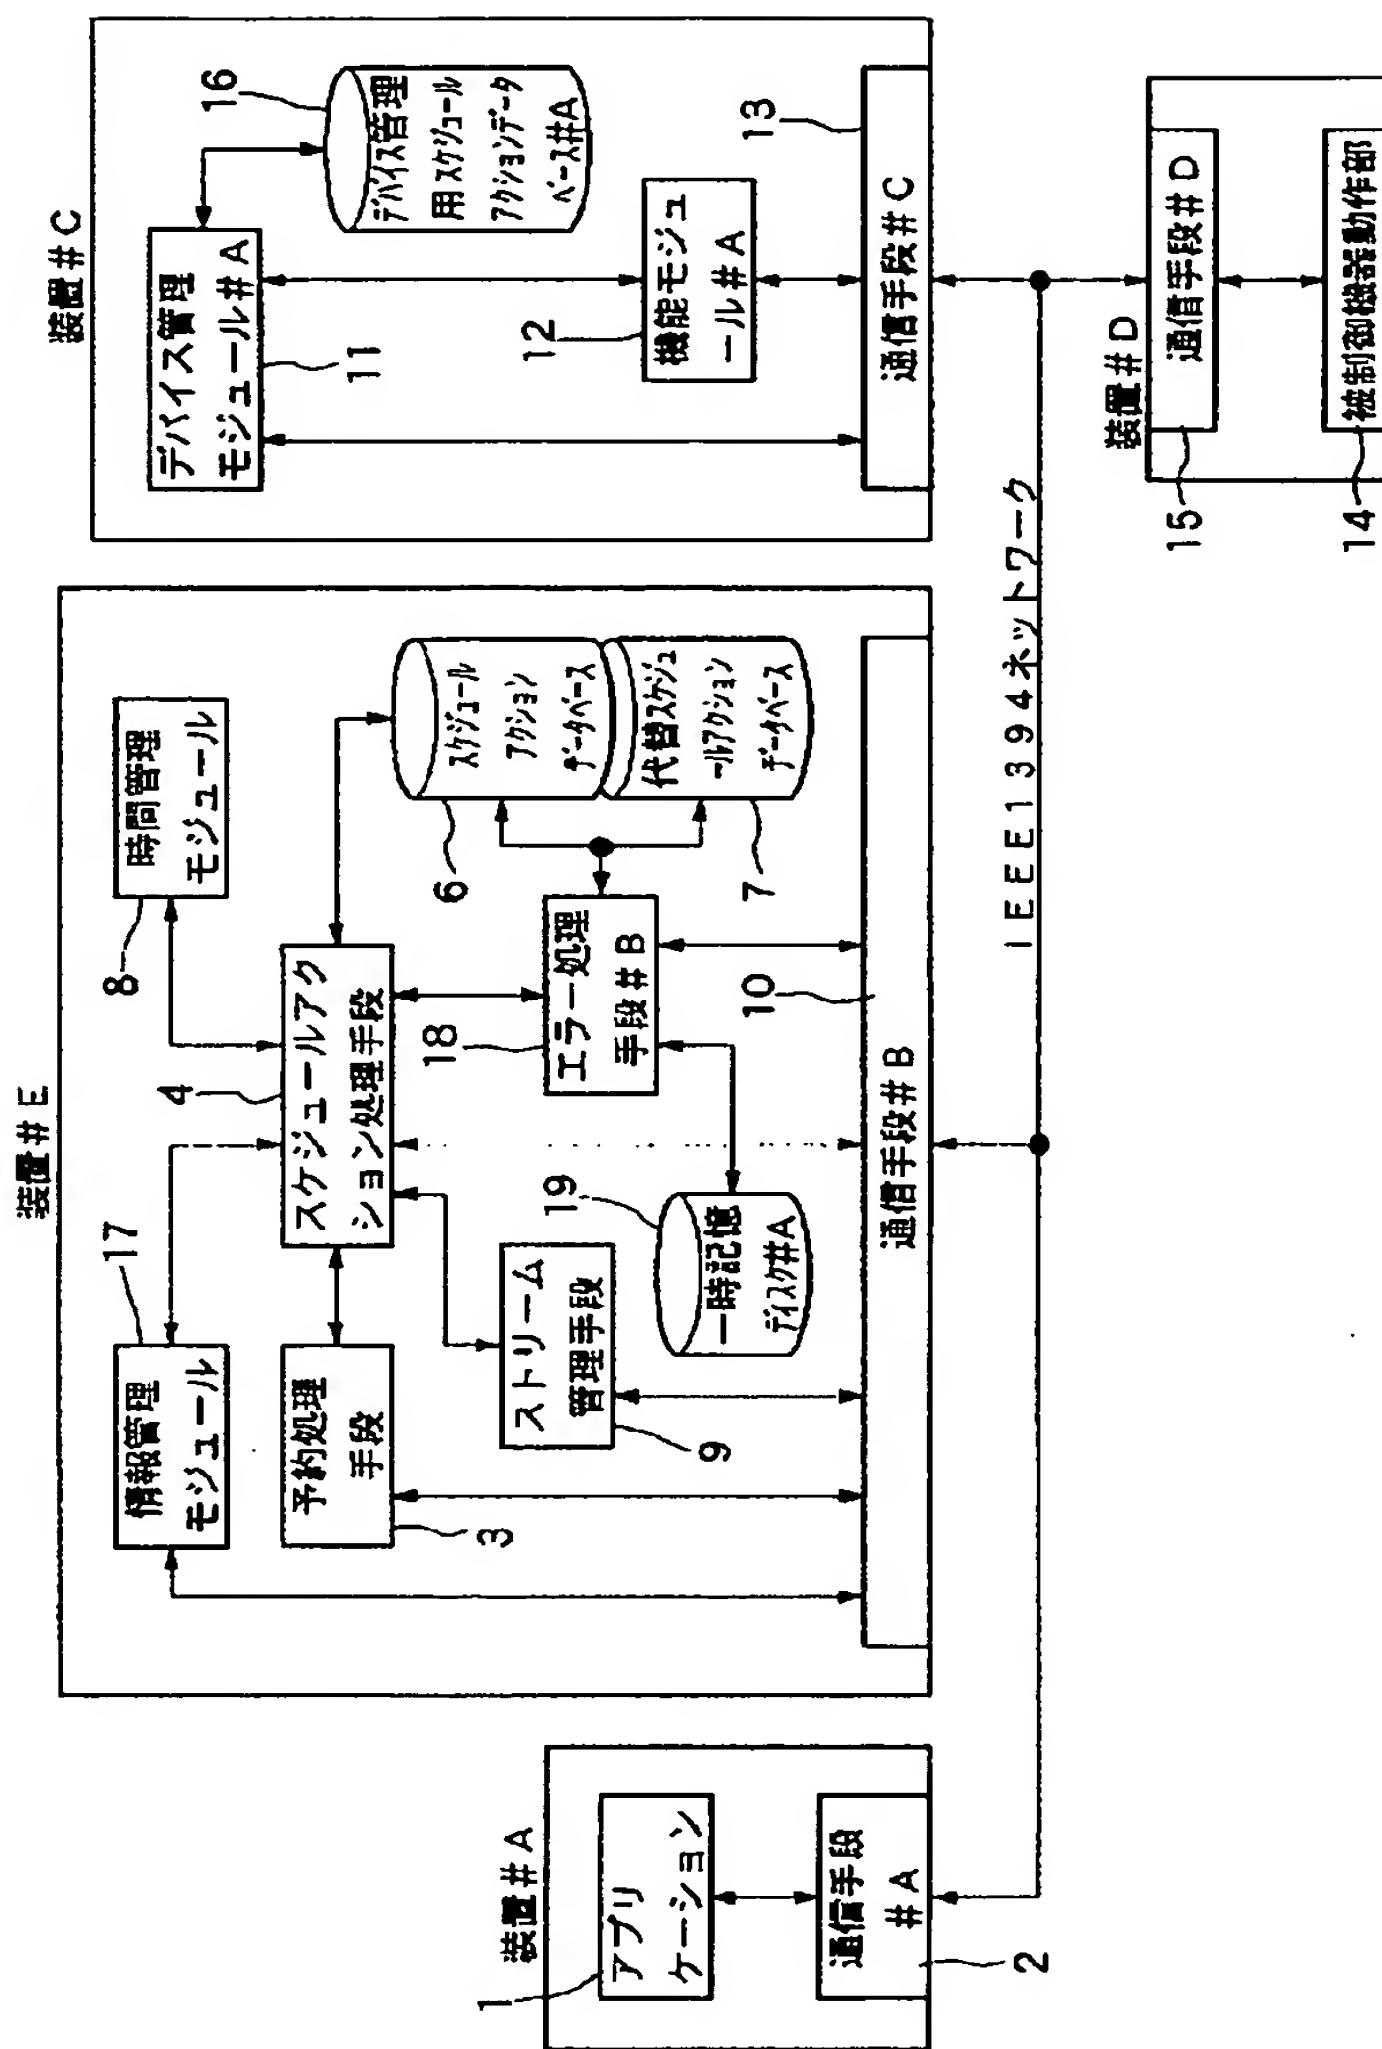 装置#E
17
情報管理
モジュール
8
時間管理
モジュール
4
スケジュールアク
ション処理手段
予約処理
手段
3
6
スケジュール
アクション
データベース
代替スケジュ
ールアクション
データベース
7
18
エラー処理
手段#B
ストリーム
管理手段
9
19
一時記憶
ディスク#A
10
通信手段#B
装置#C
デバイス管理
モジュール#A
11
16
デバイス管理
用スケジュール
アクションデータ
ベース#A
12
機能モジュ
ール#A
13
通信手段#C
装置#A
1
アプリ
ケーション
通信手段
#A
2
IEEE1394ネットワーク
装置#D
通信手段#D
15
被制御機器動作部
14